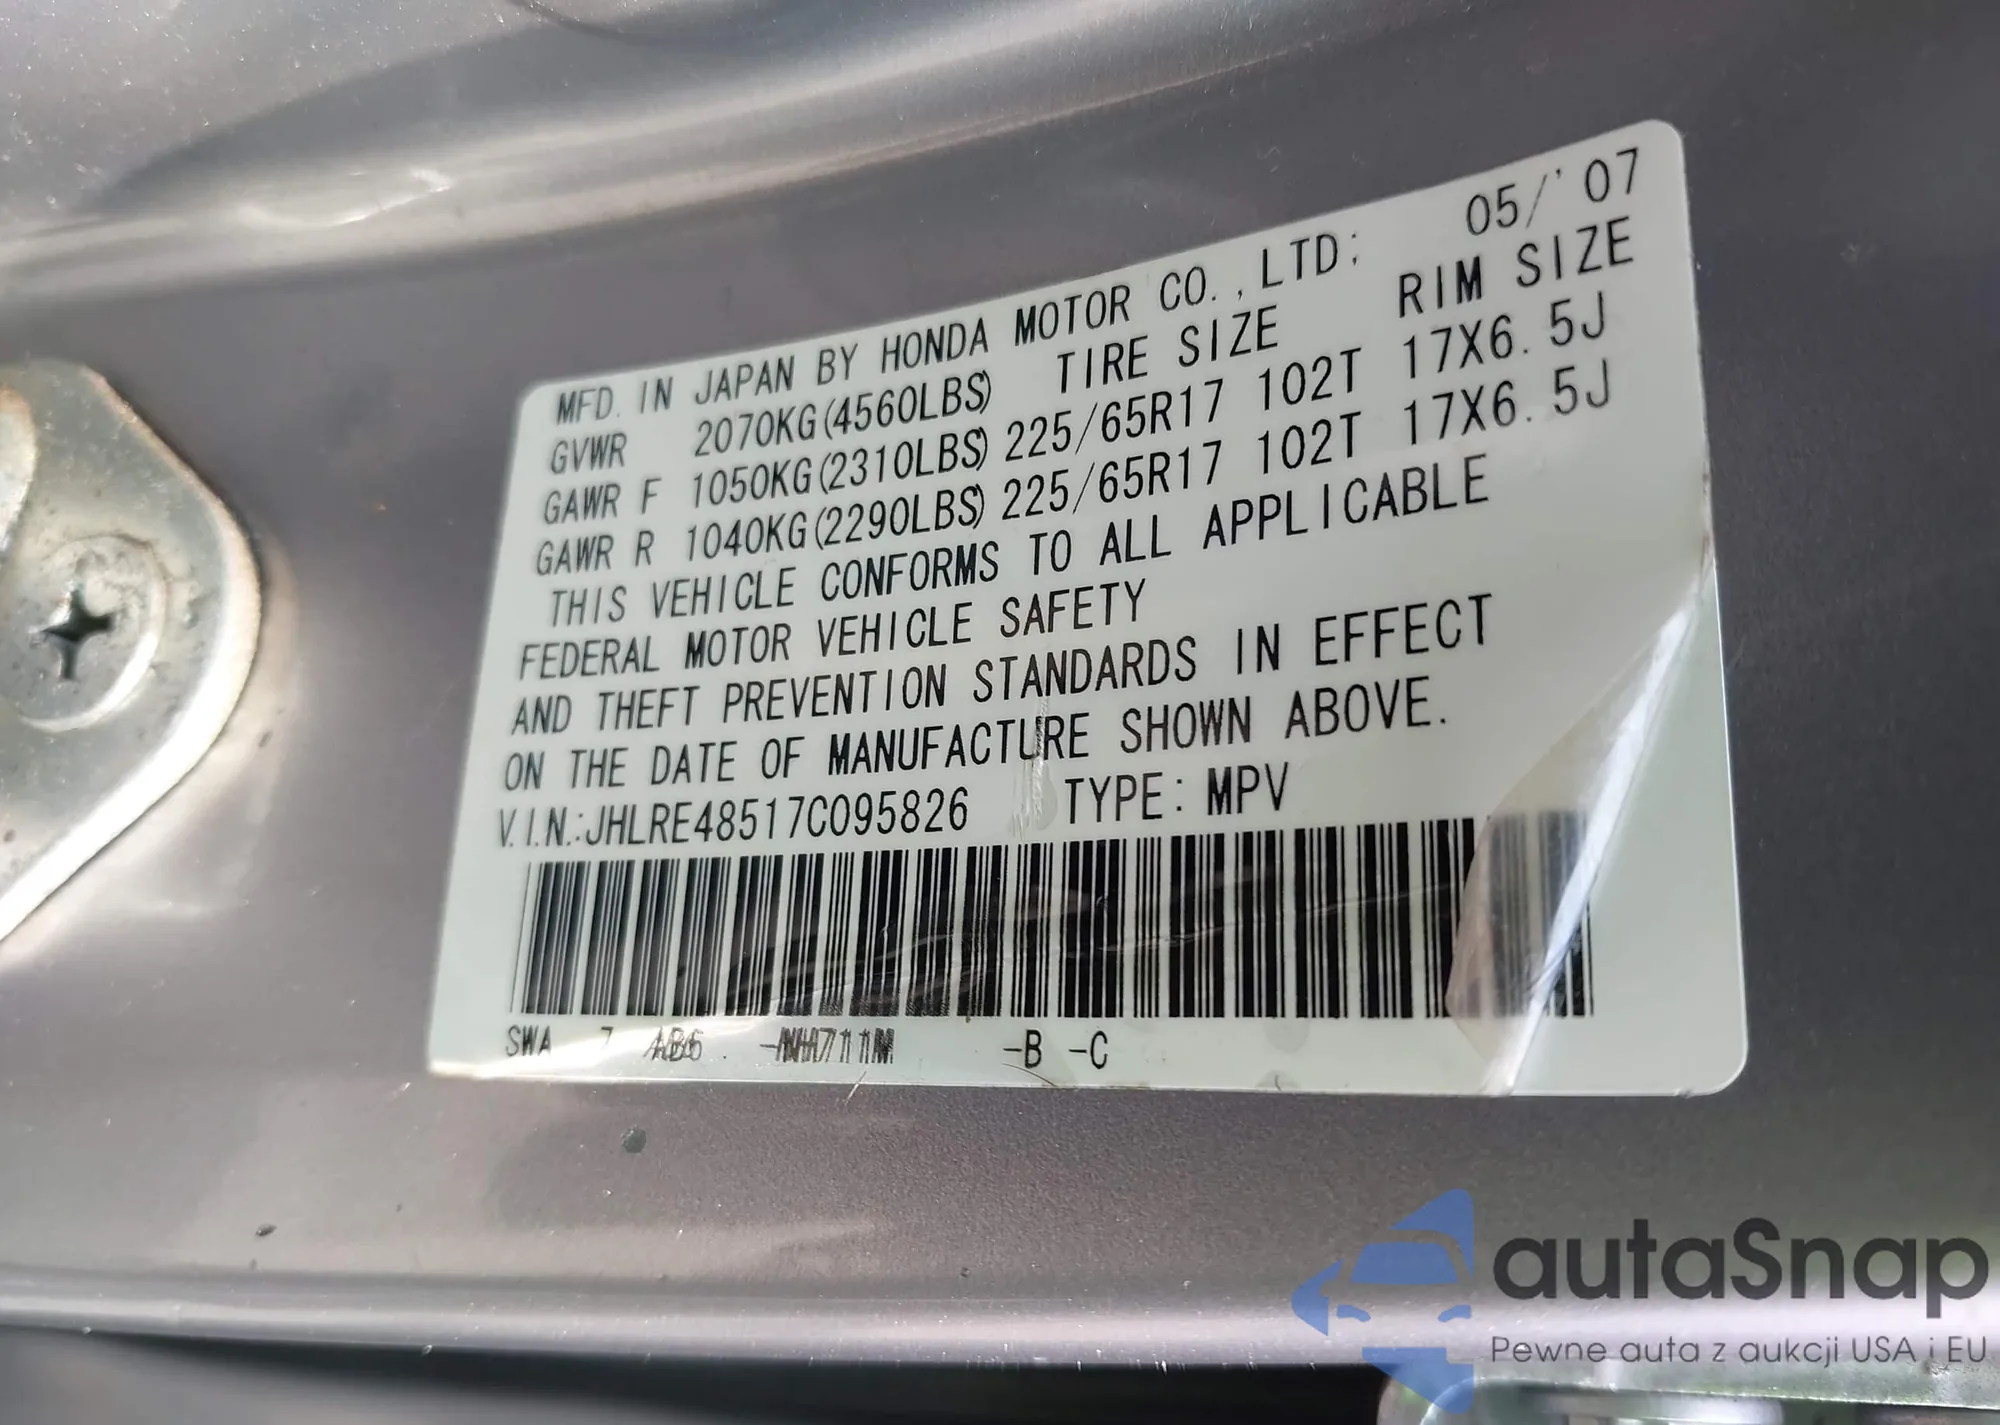 MFD. IN JAPAN BY HONDA MOTOR CO.,LTD; 05/'07
GVWR 2070KG(4560LBS) TIRE SIZE RIM SIZE
GAWR F 1050KG(2310LBS) 225/65R17 102T 17X6.5J
GAWR R 1040KG(2290LBS) 225/65R17 102T 17X6.5J
THIS VEHICLE CONFORMS TO ALL APPLICABLE
FEDERAL MOTOR VEHICLE SAFETY
AND THEFT PREVENTION STANDARDS IN EFFECT
ON THE DATE OF MANUFACTURE SHOWN ABOVE.
V.I.N.:JHLRE48517C095826 TYPE: MPV
SWA 7 -B -C
autaSnap
Pewne auta z aukcji USA i EU